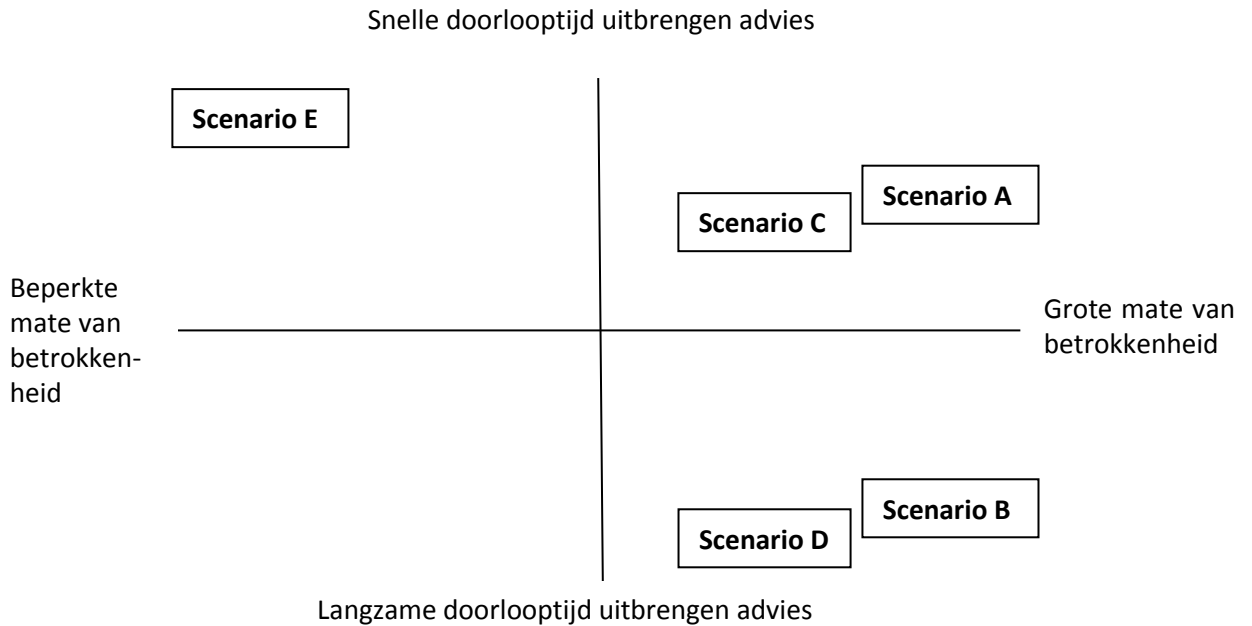 Snelle doorlooptijd uitbrengen advies
Scenario E
Scenario A
Scenario C
Beperkte
mate van
betrokken-
heid
Grote mate van
betrokkenheid
Scenario B
Scenario D
Langzame doorlooptijd uitbrengen advies